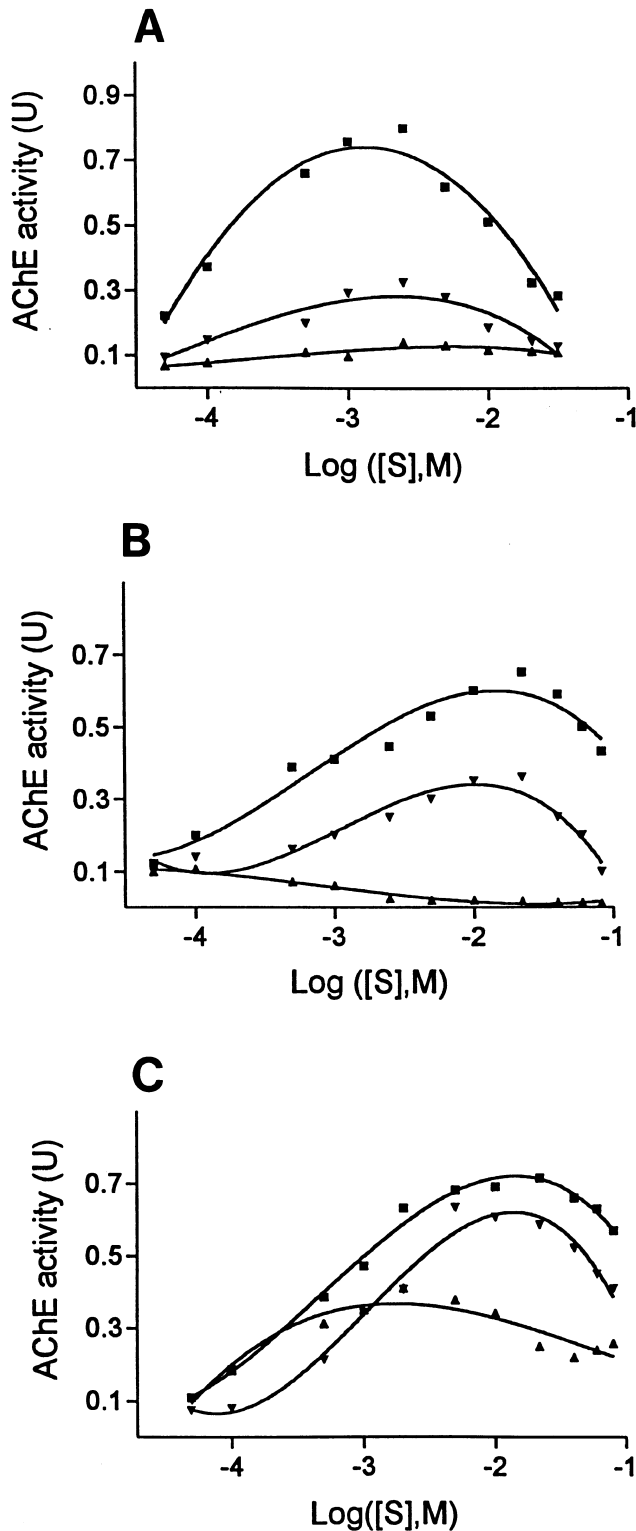 A
AChE activity (U)
0.9
0.7
0.5
0.3
0.1
-4 -3 -2 -1
Log ([S],M)
B
AChE activity (U)
0.7
0.5
0.3
0.1
-4 -3 -2 -1
Log ([S],M)
C
AChE activity (U)
0.7
0.5
0.3
0.1
-4 -3 -2 -1
Log([S],M)